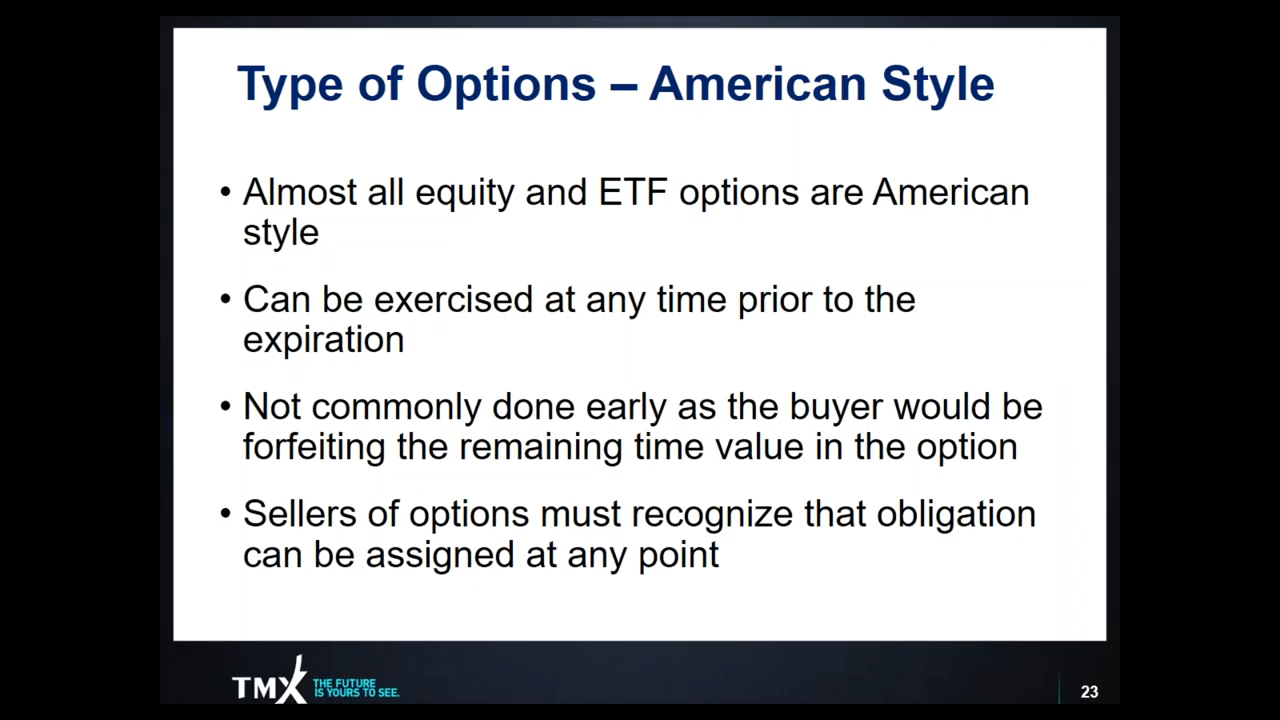 Type of Options – American Style
• Almost all equity and ETF options are American
style
• Can be exercised at any time prior to the
expiration
• Not commonly done early as the buyer would be
forfeiting the remaining time value in the option
• Sellers of options must recognize that obligation
can be assigned at any point
TMX THE FUTURE
IS YOURS TO SEE.
23